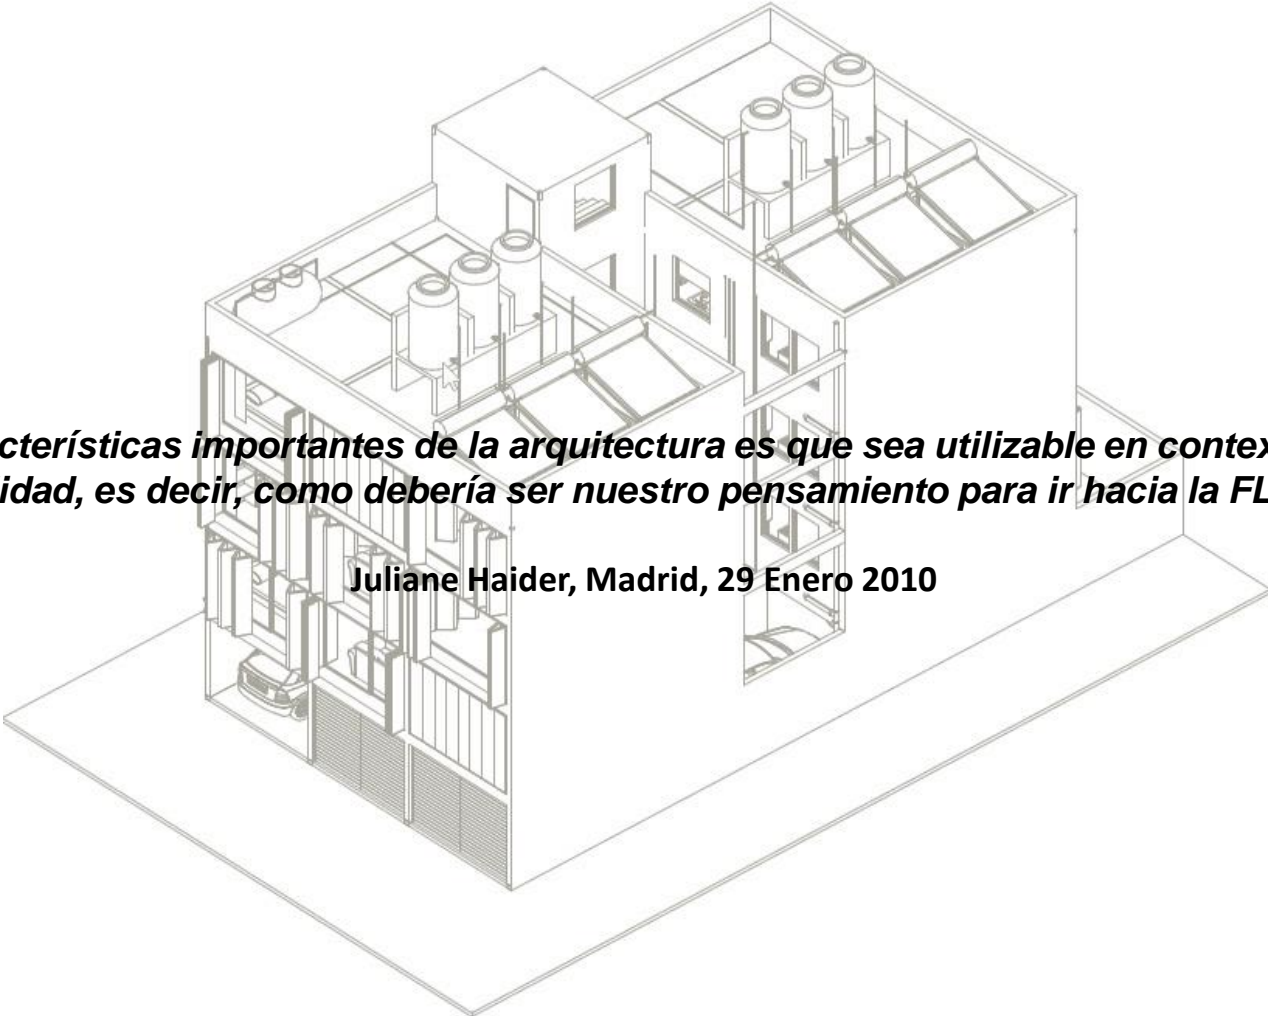 cterísticas importantes de la arquitectura es que sea utilizable en contex
idad, es decir, como debería ser nuestro pensamiento para ir hacia la FL
Juliane Haider, Madrid, 29 Enero 2010